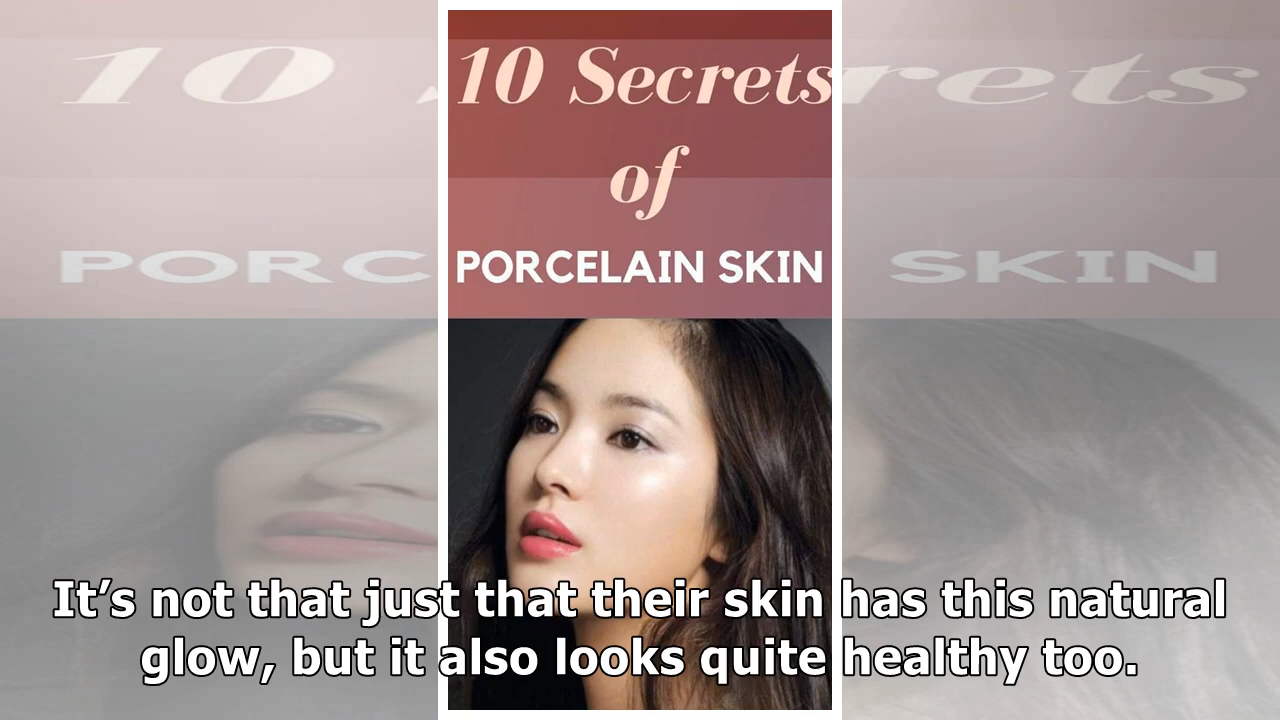 10 Secrets
of
PORCELAIN SKIN
It’s not that just that their skin has this natural
glow, but it also looks quite healthy too.